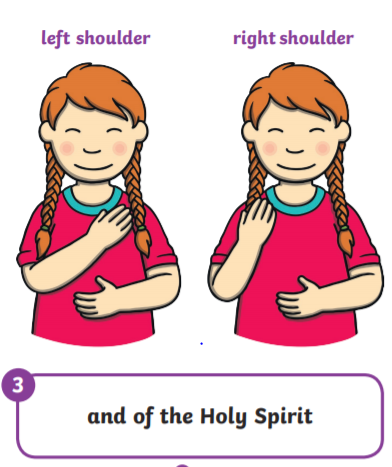 left shoulder
right shoulder
3
and of the Holy Spirit